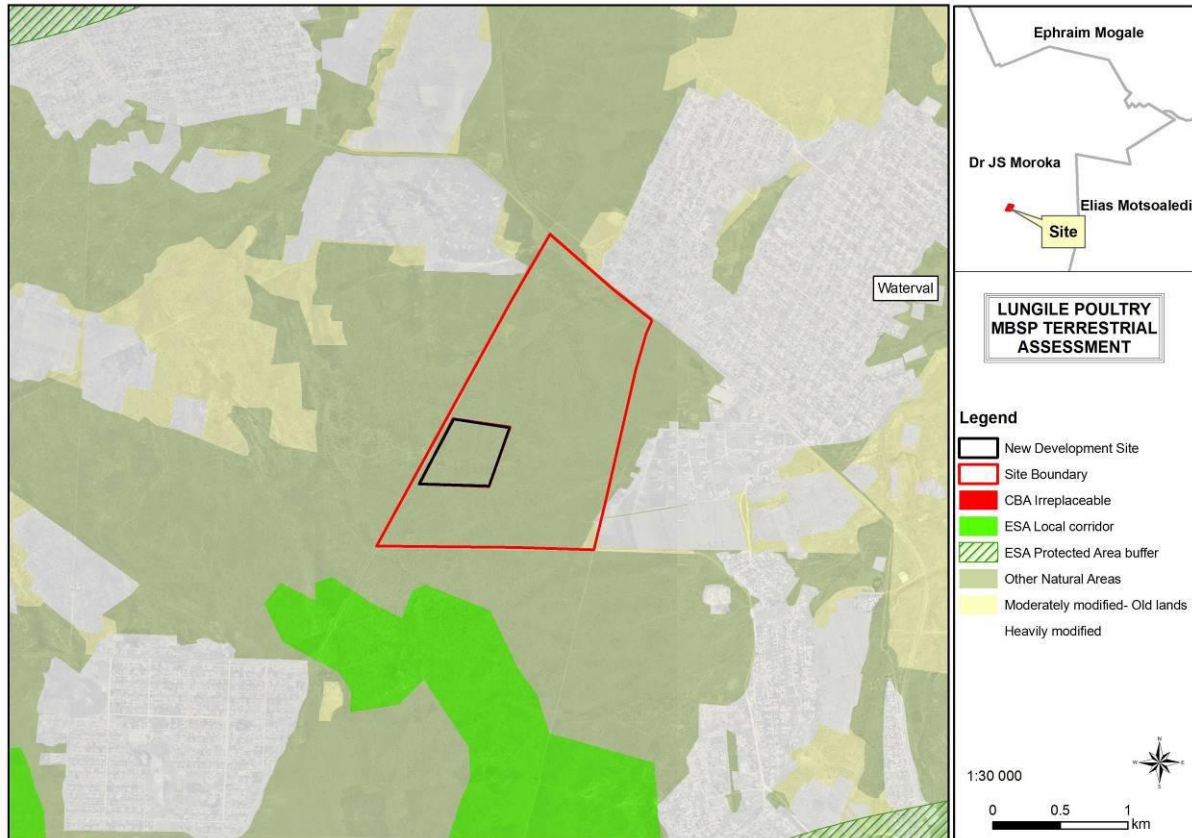 Waterval
Ephraim Mogale
Dr JS Moroka
Elias Motsoaledi
Site
LUNGILE POULTRY
MBSP TERRESTRIAL
ASSESSMENT
Legend
New Development Site
Site Boundary
CBA Irreplaceable
ESA Local corridor
ESA Protected Area buffer
Other Natural Areas
Moderately modified- Old lands
Heavily modified
N
W
E
S
1:30 000
0 0.5 1
km